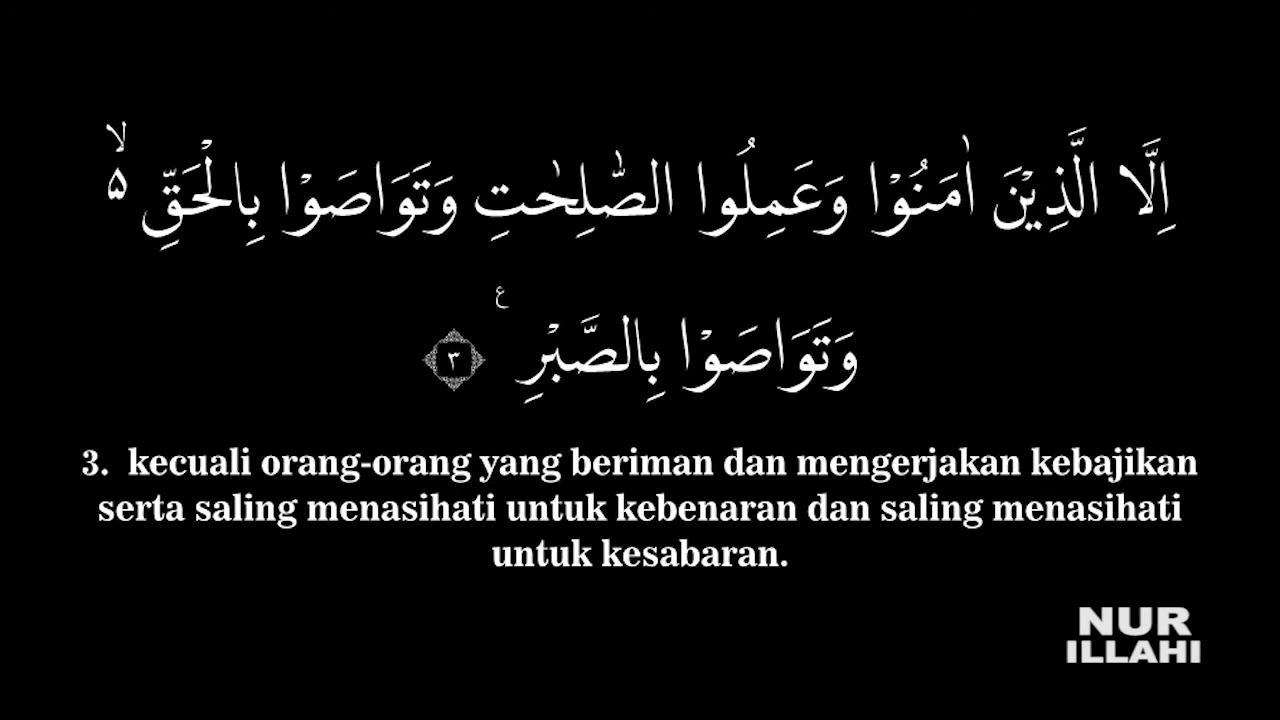 اِلَّا الَّذِيْنَ اٰمَنُوْا وَعَمِلُوا الصّٰلِحٰتِ وَتَوَاصَوْا بِالْحَقِّ ەۙ
وَتَوَاصَوْا بِالصَّبْرِ ࣖ ٣
3. kecuali orang-orang yang beriman dan mengerjakan kebajikan
serta saling menasihati untuk kebenaran dan saling menasihati
untuk kesabaran.
NUR
ILLAHI